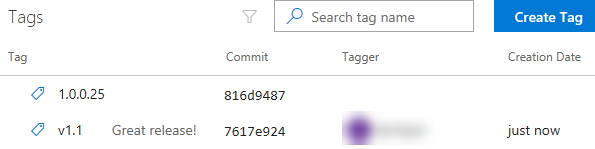 Tags Search tag name Create Tag
Tag Commit Tagger Creation Date
1.0.0.25 816d9487
v1.1 Great release! 7617e924 just now